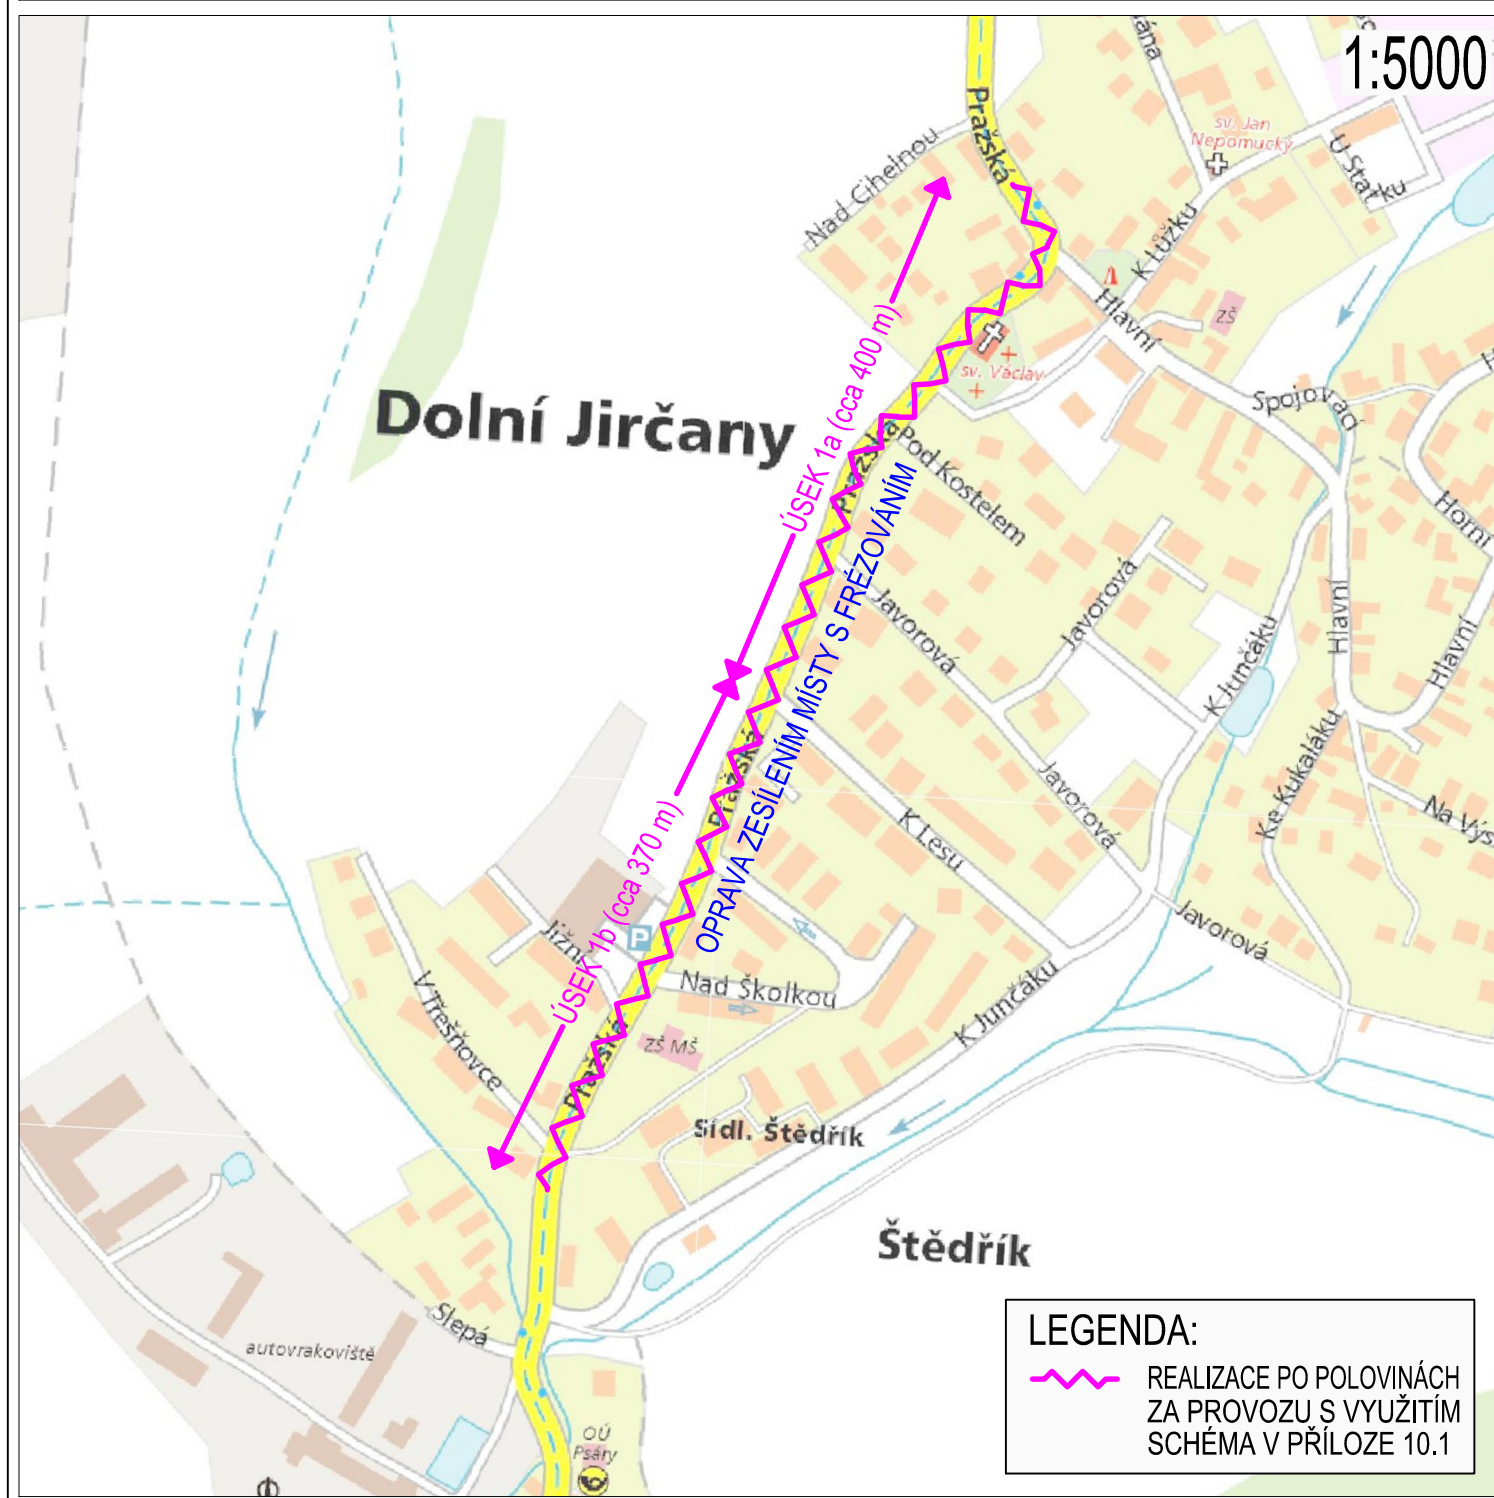 1:5000
Pražská
sv. Jan
Nepomucký
U Statku
Nad Cihelnou
K Lůžku
Hlavní
ZŠ
sv. Václav
Spojovací
Dolní Jirčany
ÚSEK 1a (cca 400 m)
Pražská
Pod Kostelem
Horní
OPRAVA ZESÍLENÍM MÍSTY S FRÉZOVÁNÍM
Javorová
Javorová
Hlavní
Hlavní
K Junčáku
Pražská
Javorová
Ke Kukaláku
Na Výs
K Lesu
ÚSEK 1b (cca 370 m)
Jižní
P
Javorová
V Třešňovce
Nad Školkou
K Junčáku
Pražská
ZŠ MŠ
Sídl. Štědřík
Štědřík
Slepá
autovrakoviště
OÚ
Psáry
LEGENDA:
REALIZACE PO POLOVINÁCH
ZA PROVOZU S VYUŽITÍM
SCHÉMA V PŘÍLOZE 10.1